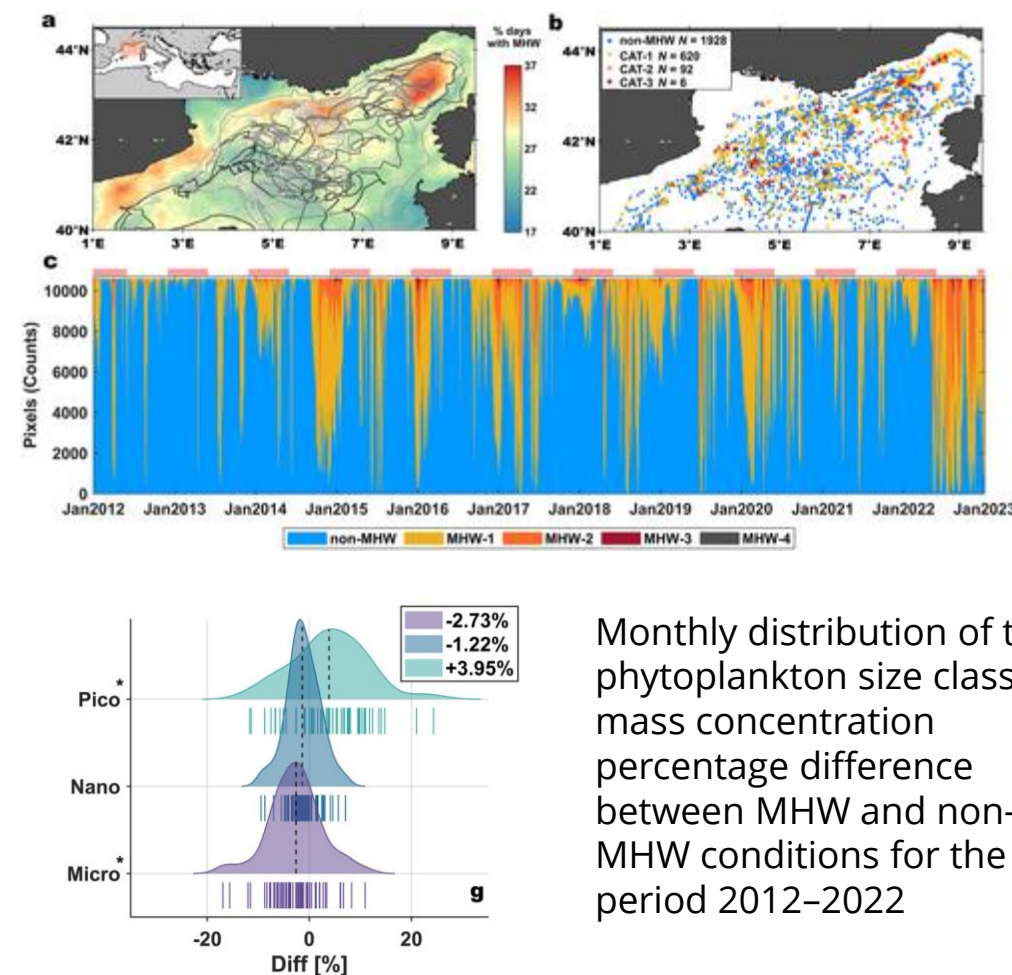 a
% days
with MHW
44°N
42°N
40°N
1°E 3°E 5°E 7°E 9°E
37
32
27
22
17
b
non-MHW N = 1928
CAT-1 N = 620
CAT-2 N = 92
CAT-3 N = 6
44°N
42°N
40°N
1°E 3°E 5°E 7°E 9°E
c
Pixels (Counts)
10000
8000
6000
4000
2000
0
Jan2012 Jan2013 Jan2014 Jan2015 Jan2016 Jan2017 Jan2018 Jan2019 Jan2020 Jan2021 Jan2022 Jan2023
non-MHW MHW-1 MHW-2 MHW-3 MHW-4
-2.73%
-1.22%
+3.95%
Pico*
Nano
Micro*
g
-20 0 20
Diff [%]
Monthly distribution of t
phytoplankton size class
mass concentration
percentage difference
between MHW and non-
MHW conditions for the
period 2012–2022